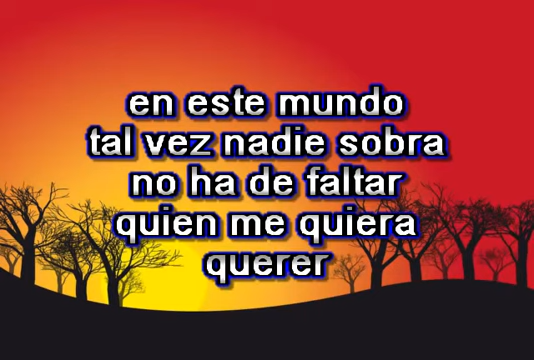 en este mundo
tal vez nadie sobra
no ha de faltar
quien me quiera
querer